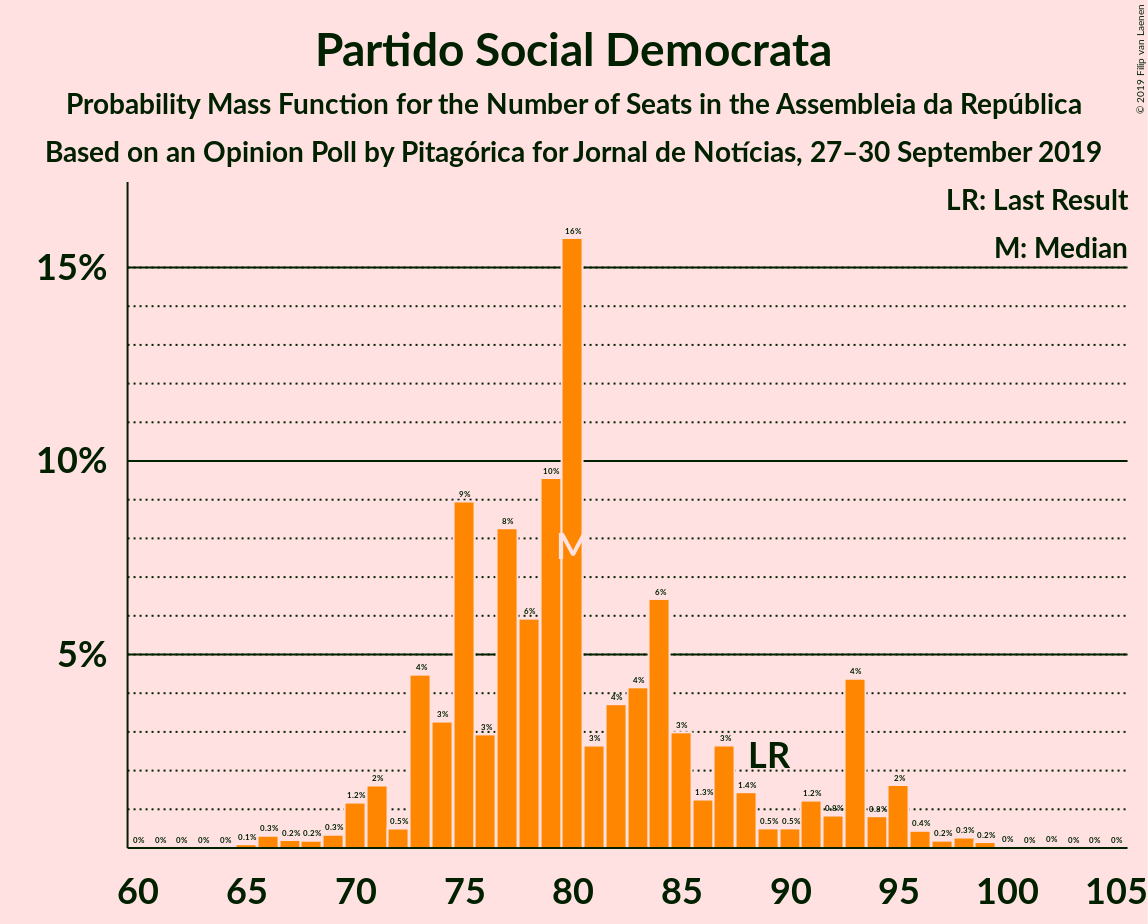 Partido Social Democrata
Probability Mass Function for the Number of Seats in the Assembleia da República
Based on an Opinion Poll by Pitagórica for Jornal de Notícias, 27–30 September 2019
© 2019 Filip van Laenen
LR: Last Result
M: Median
15%
10%
5%
0% 0% 0% 0% 0% 0.1% 0.3% 0.2% 0.2% 0.3% 1.2% 2% 0.5% 4% 3% 9% 3% 8% 6% 10% 16% 3% 4% 4% 6% 3% 1.3% 3% 1.4% 0.5% 0.5% 1.2% 0.8% 4% 0.8% 2% 0.4% 0.2% 0.3% 0.2% 0% 0% 0% 0% 0% 0%
M
LR
60 65 70 75 80 85 90 95 100 105